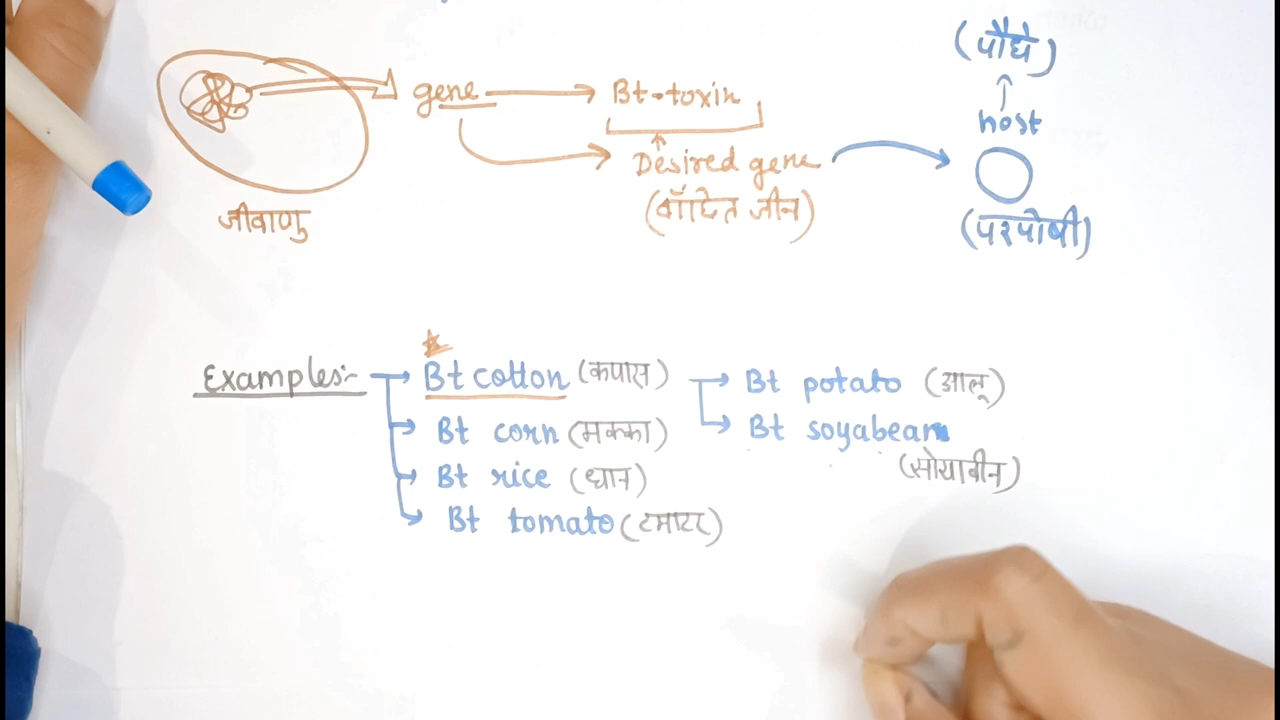 gene → Bt-toxin
(पौधे)
↑
host
Desired gene
(वाँछित जीन)
जीवाणु
(परपोषी)
Examples:- → Bt cotton (कपास)
Bt corn (मक्का)
Bt rice (धान)
Bt tomato (टमाटर)
Bt potato (आलू)
Bt soyabean
(सोयाबीन)